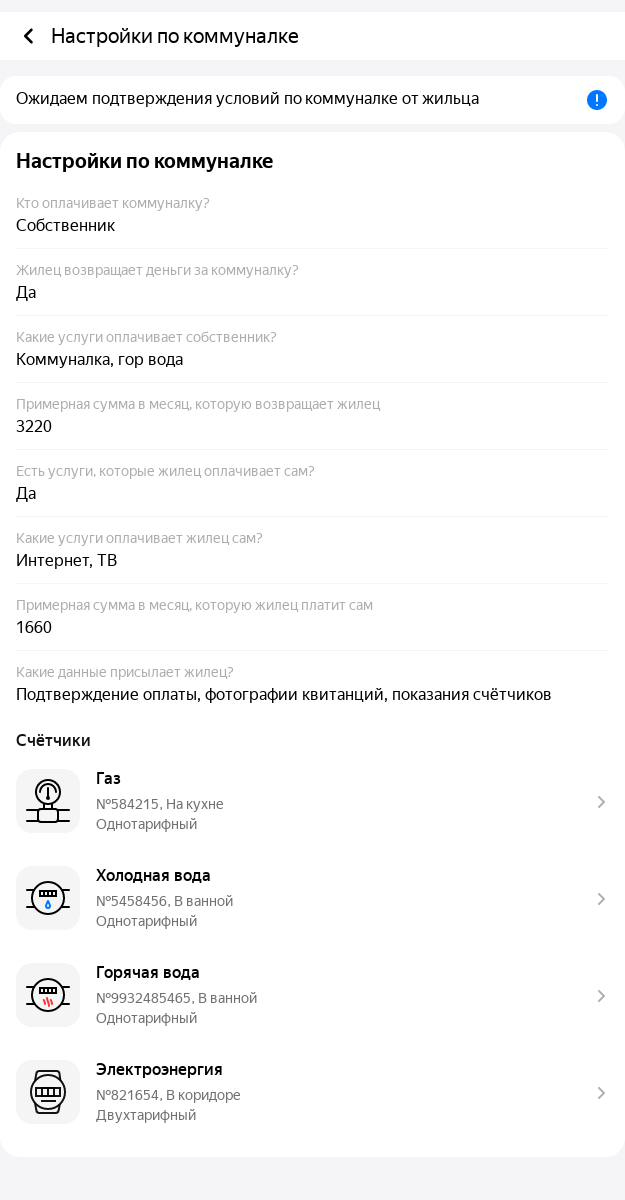 Настройки по коммуналке
Ожидаем подтверждения условий по коммуналке от жильца
Настройки по коммуналке
Кто оплачивает коммуналку?
Собственник
Жилец возвращает деньги за коммуналку?
Да
Какие услуги оплачивает собственник?
Коммуналка, гор вода
Примерная сумма в месяц, которую возвращает жилец
3220
Есть услуги, которые жилец оплачивает сам?
Да
Какие услуги оплачивает жилец сам?
Интернет, ТВ
Примерная сумма в месяц, которую жилец платит сам
1660
Какие данные присылает жилец?
Подтверждение оплаты, фотографии квитанций, показания счётчиков
Счётчики
Газ
№584215, На кухне
Однотарифный
Холодная вода
№5458456, В ванной
Однотарифный
Горячая вода
№9932485465, В ванной
Однотарифный
Электроэнергия
№821654, В коридоре
Двухтарифный